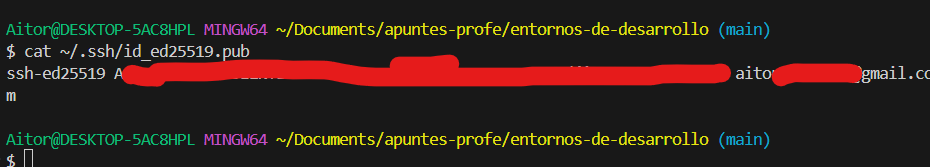 Aitor@DESKTOP-5AC8HPL MINGW64 ~/Documents/apuntes-profe/entornos-de-desarrollo (main)
$ cat ~/.ssh/id_ed25519.pub
ssh-ed25519 A aitor @gmail.co
m
Aitor@DESKTOP-5AC8HPL MINGW64 ~/Documents/apuntes-profe/entornos-de-desarrollo (main)
$